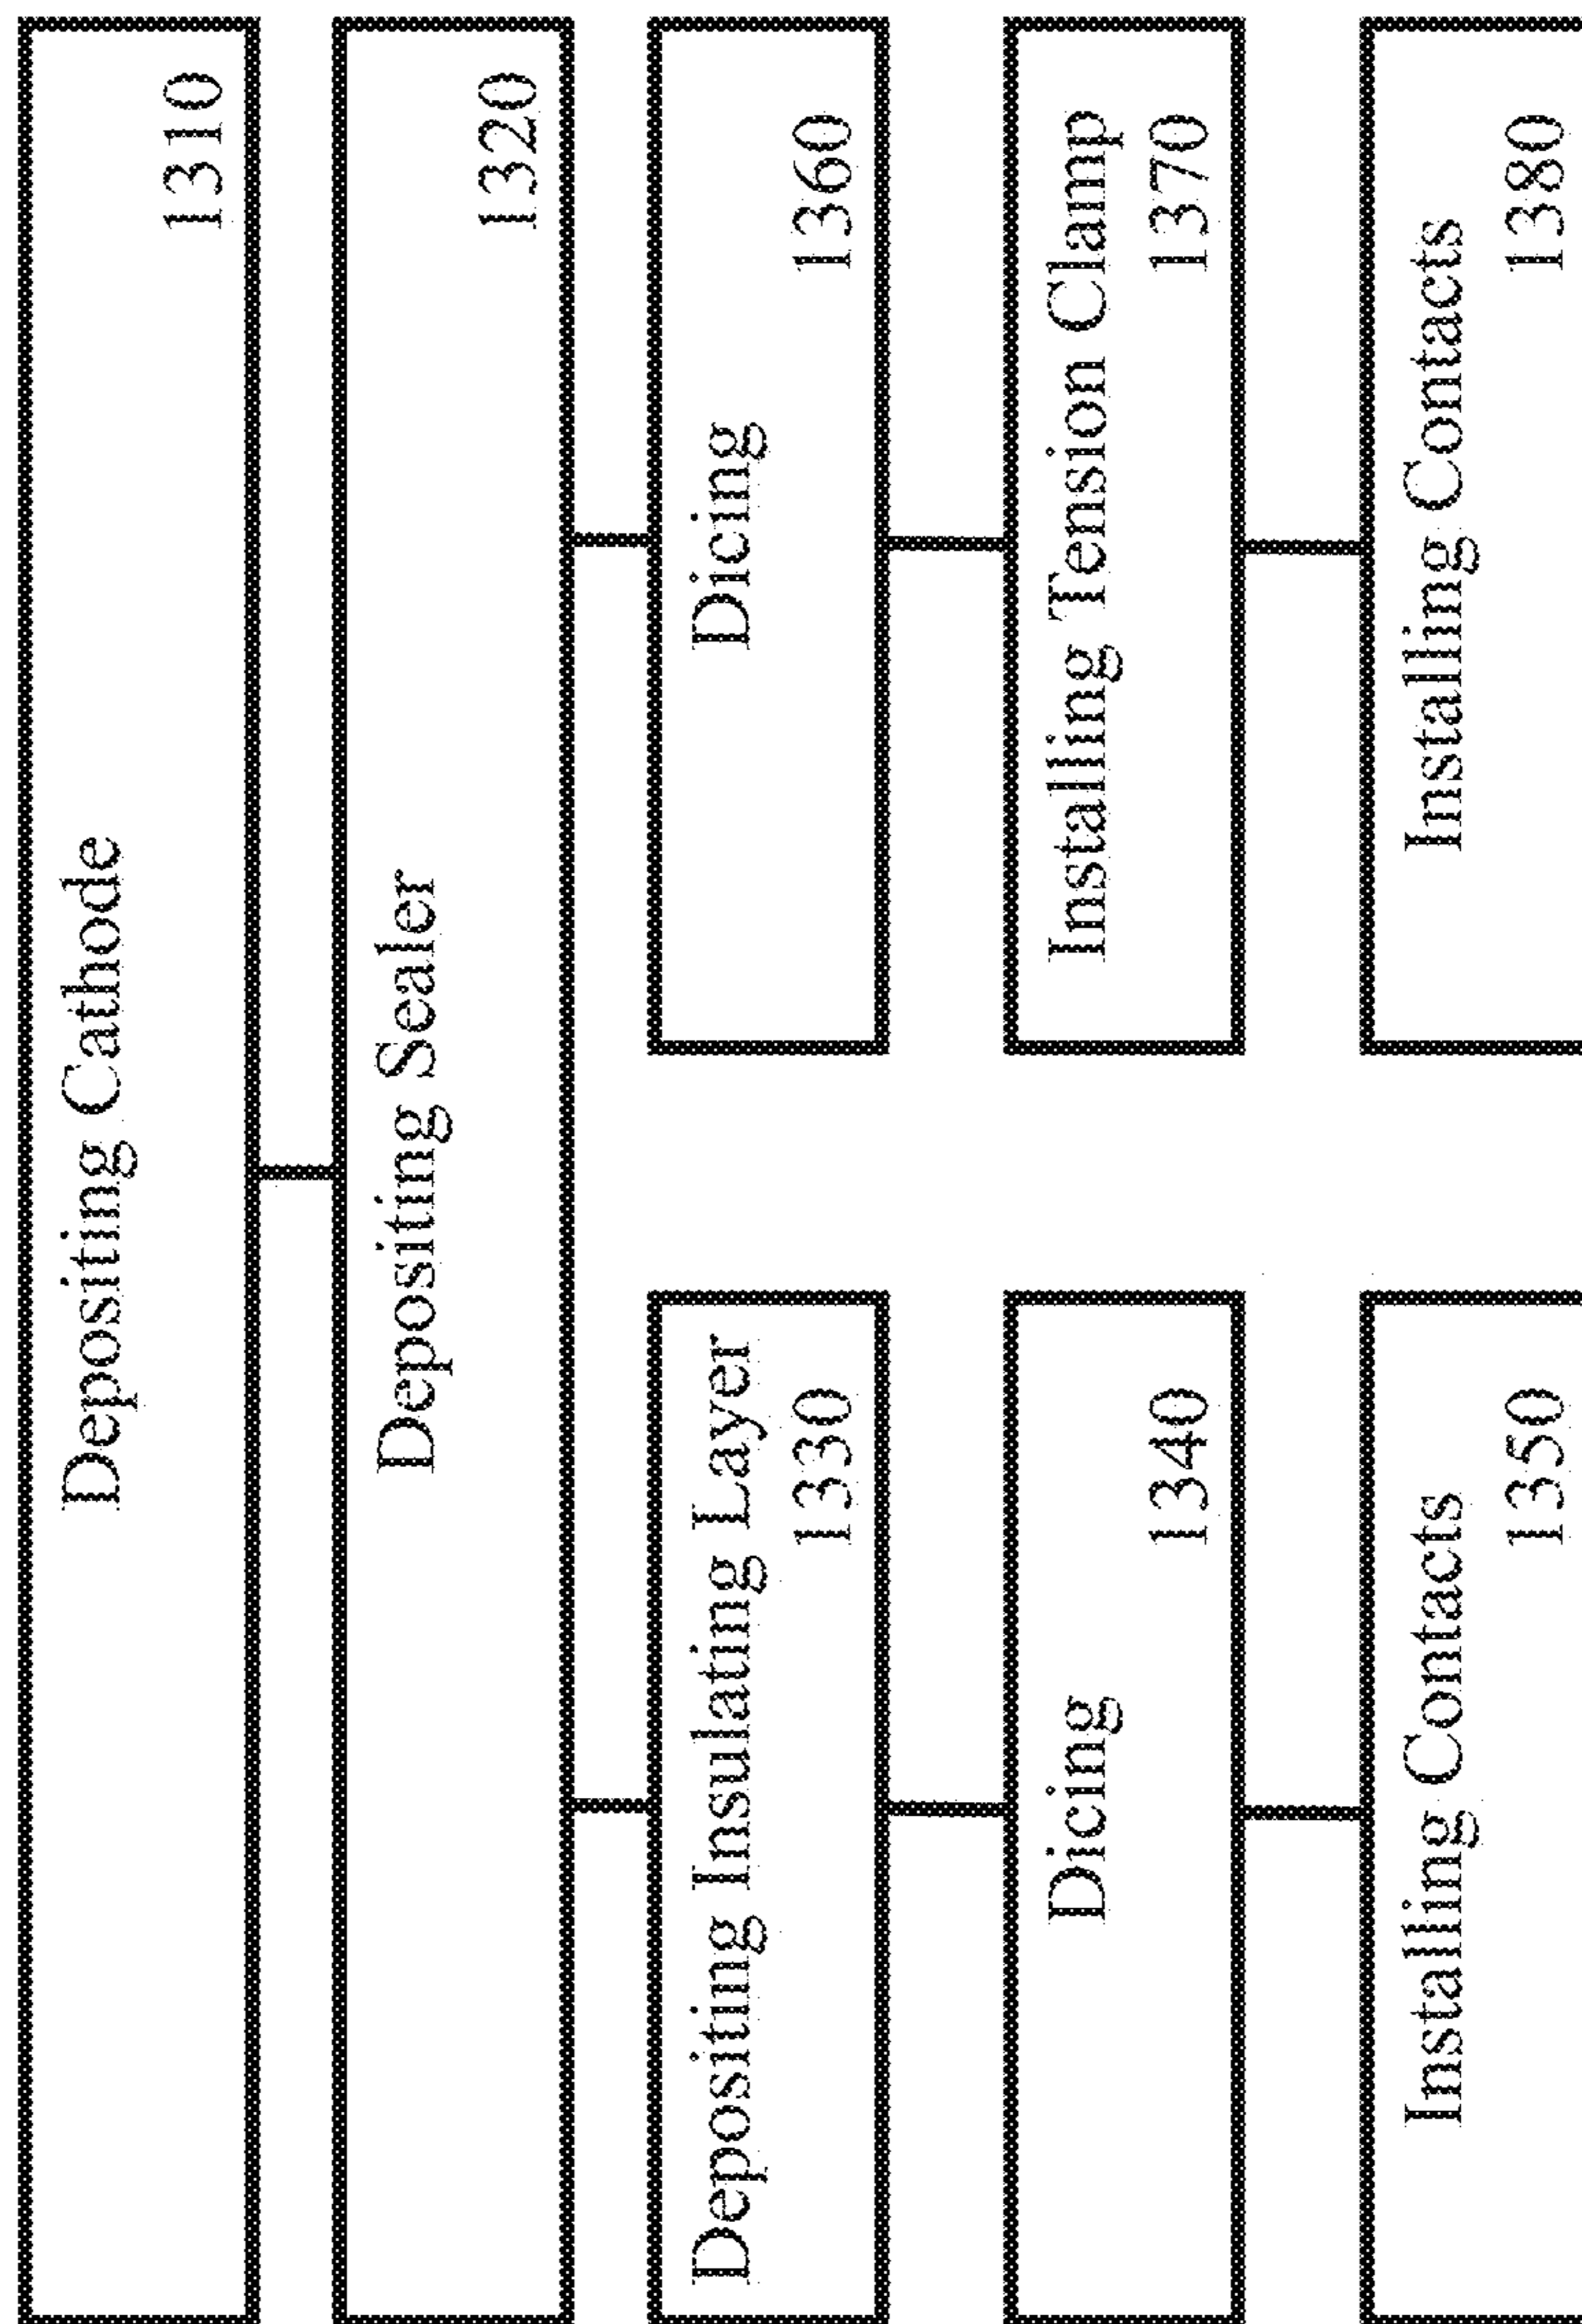 Depositing Cathode
1310
Depositing Sealer
1320
Depositing Insulating Layer
1330
Dicing
1340
Installing Contacts
1350
Dicing
1360
Installing Tension Clamp
1370
Installing Contacts
1380